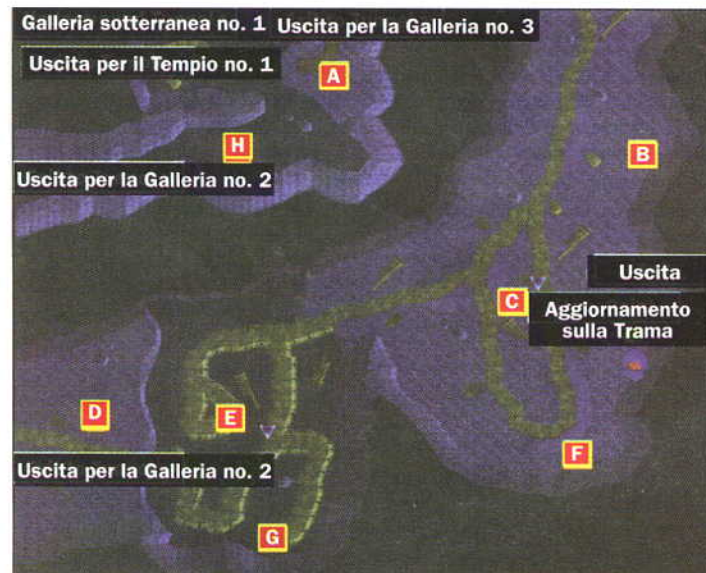 Galleria sotterranea no. 1
Uscita per la Galleria no. 3
Uscita per il Tempio no. 1
A
H
B
Uscita per la Galleria no. 2
Uscita
C
Aggiornamento
sulla Trama
D
E
Uscita per la Galleria no. 2
F
G